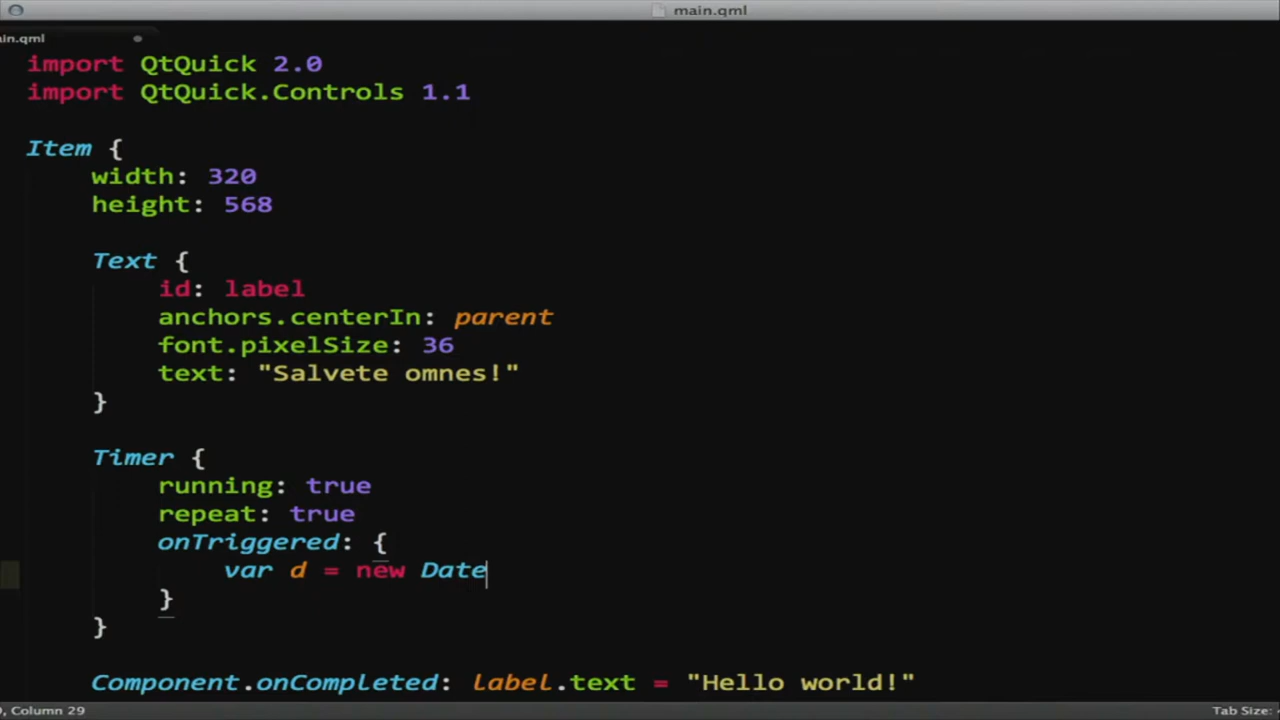 main.qml
in.qml
import QtQuick 2.0
import QtQuick.Controls 1.1
Item {
width: 320
height: 568
Text {
id: label
anchors.centerIn: parent
font.pixelSize: 36
text: "Salvete omnes!"
}
Timer {
running: true
repeat: true
onTriggered: {
var d = new Date
}
}
Component.onCompleted: label.text = "Hello world!"
, Column 29
Tab Size: